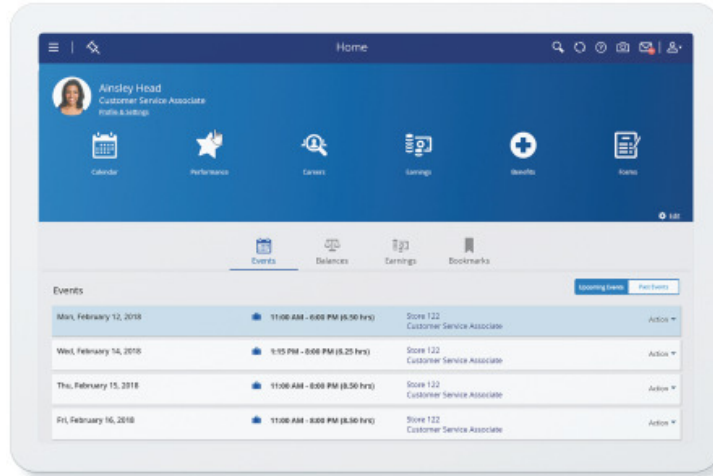 Home
Ainsley Head
Customer Service Associate
Profile & Settings
Calendar
Performance
Careers
Earnings
Benefits
Forms
Edit
Events
Balances
Earnings
Bookmarks
Events
Upcoming Events
Past Events
Mon, February 12, 2018
11:00 AM - 6:00 PM (6.50 hrs)
Store 122
Customer Service Associate
Action
Wed, February 14, 2018
1:15 PM - 8:00 PM (6.25 hrs)
Store 122
Customer Service Associate
Action
Thu, February 15, 2018
11:00 AM - 8:00 PM (8.50 hrs)
Store 122
Customer Service Associate
Action
Fri, February 16, 2018
11:00 AM - 8:00 PM (8.50 hrs)
Store 122
Customer Service Associate
Action